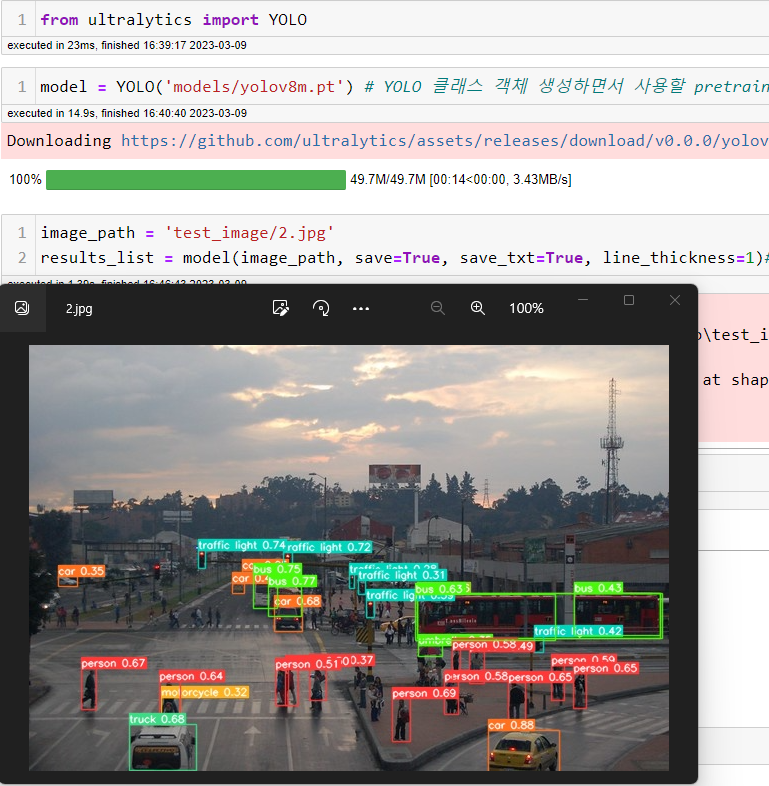 1 from ultralytics import YOLO
executed in 23ms, finished 16:39:17 2023-03-09
1 model = YOLO('models/yolov8m.pt') # YOLO 클래스 객체 생성하면서 사용할 pretrain
executed in 14.9s, finished 16:40:40 2023-03-09
Downloading https://github.com/ultralytics/assets/releases/download/v0.0.0/yolov
100% 49.7M/49.7M [00:14<00:00, 3.43MB/s]
1 image_path = 'test_image/2.jpg'
2 results_list = model(image_path, save=True, save_txt=True, line_thickness=1)#
executed in 1.39s, finished 16:46:43 2023-03-09
2.jpg
100%
\test_i
at shap
traffic light 0.74
raffic light 0.72
car 0.35
bus 0.75
traffic light
bus 0.77
traffic light 0.31
car 0.68
traffic
bus 0.63
bus 0.43
traffic light 0.42
person 0.58
49
person 0.67
person 0.51
0.37
person 0.59
person 0.65
person 0.64
person 0.58
person 0.65
motorcycle 0.32
person 0.69
truck 0.68
car 0.88